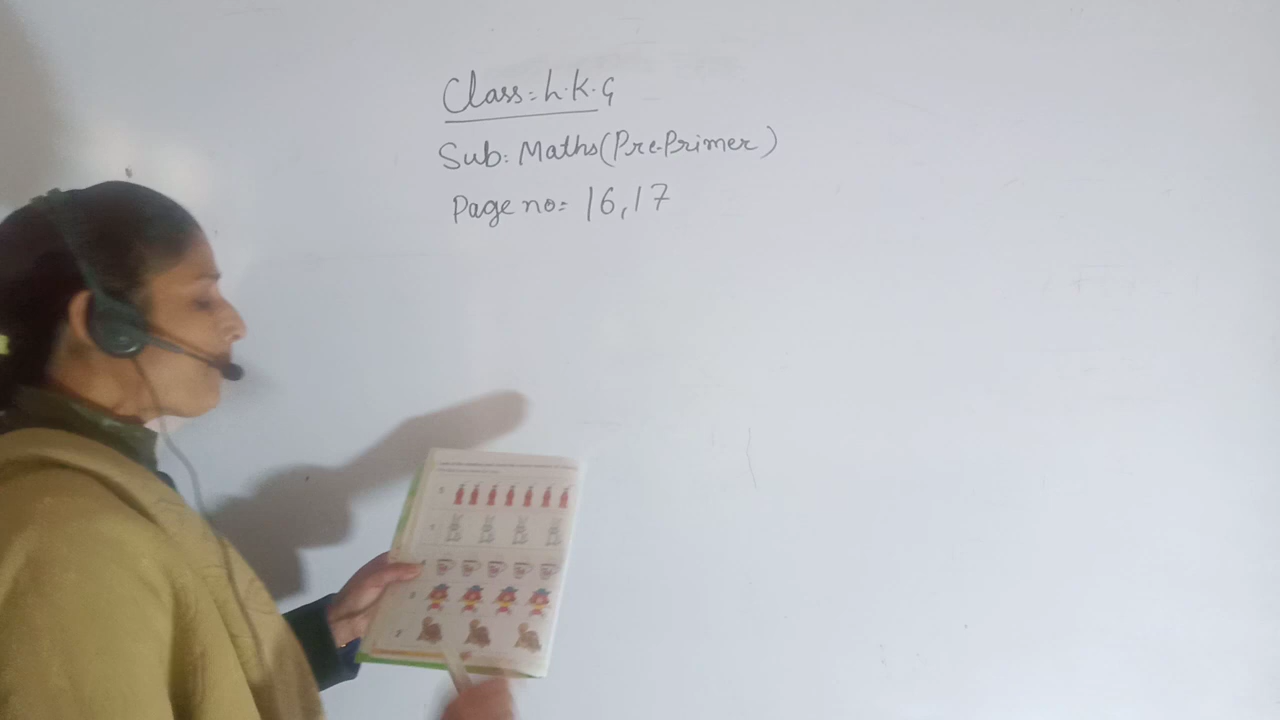 Class:- L.K.G
Sub: Maths(Pre-Primer)
Page no:- 16,17